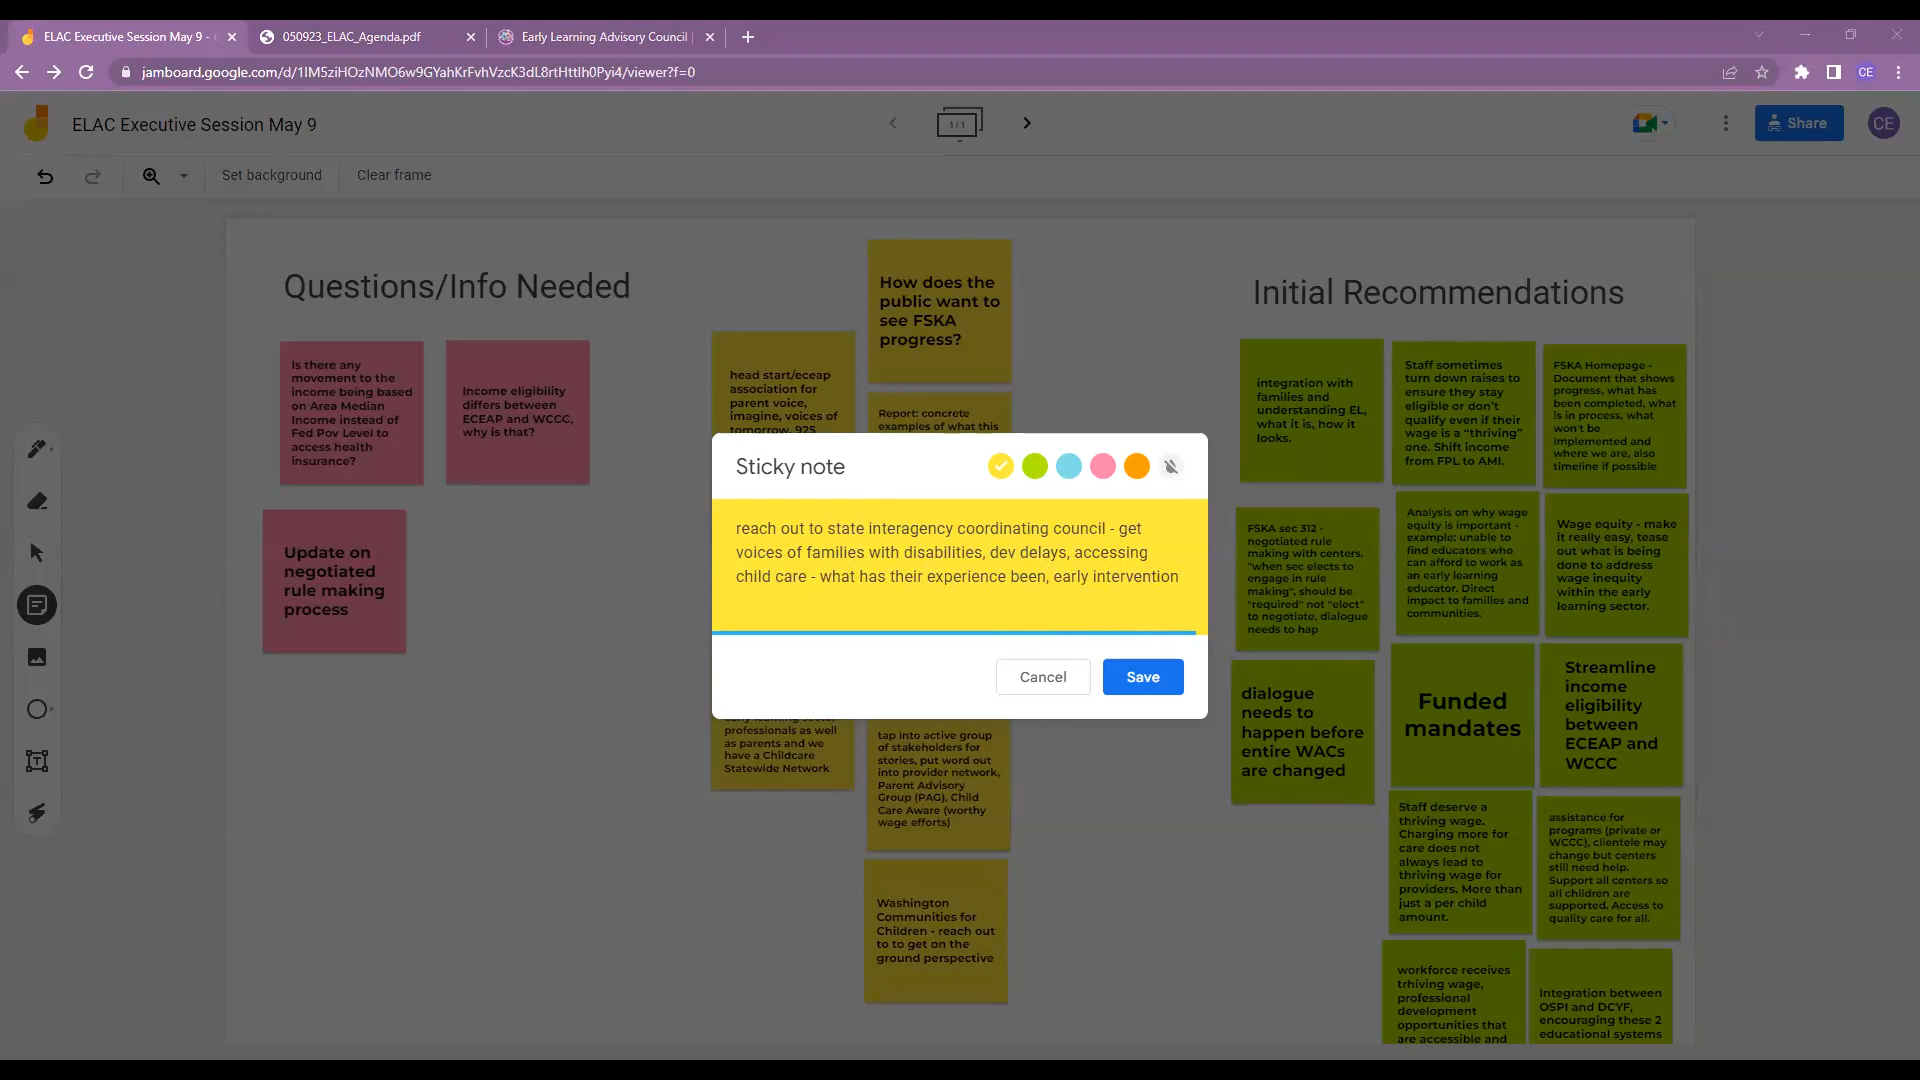 ELAC Executive Session May 9 -
050923_ELAC_Agenda.pdf
Early Learning Advisory Council |
jamboard.google.com/d/1IM5ziHOzNMO6w9GYahKrFvhVzcK3dL8rtHttIh0Pyi4/viewer?f=0
CE
ELAC Executive Session May 9
1 / 1
Share
CE
Set background
Clear frame
Questions/Info Needed
Is there any
movement to the
income being based
on Area Median
Income instead of
Fed Pov Level to
access health
insurance?
Income eligibility
differs between
ECEAP and WCCC,
why is that?
Update on
negotiated
rule making
process
How does the
public want to
see FSKA
progress?
head start/eceap
association for
parent voice,
imagine, voices of
tomorrow, 925
Report: concrete
examples of what this
Sticky note
reach out to state interagency coordinating council - get
voices of families with disabilities, dev delays, accessing
child care - what has their experience been, early intervention
Cancel
Save
early learning sector
professionals as well
as parents and we
have a Childcare
Statewide Network
tap into active group
of stakeholders for
stories, put word out
into provider network,
Parent Advisory
Group (PAG), Child
Care Aware (worthy
wage efforts)
Washington
Communities for
Children - reach out
to to get on the
ground perspective
Initial Recommendations
integration with
families and
understanding EL,
what it is, how it
looks.
Staff sometimes
turn down raises to
ensure they stay
eligible or don't
qualify even if their
wage is a "thriving"
one. Shift income
from FPL to AMI.
FSKA Homepage -
Document that shows
progress, what has
been completed, what
is in process, what
won't be
implemented and
where we are, also
timeline if possible
FSKA sec 312 -
negotiated rule
making with centers,
"when sec elects to
engage in rule
making", should be
"required" not "elect"
to negotiate, dialogue
needs to hap
Analysis on why wage
equity is important -
example: unable to
find educators who
can afford to work as
an early learning
educator. Direct
impact to families and
communities.
Wage equity - make
it really easy, tease
out what is being
done to address
wage inequity
within the early
learning sector.
dialogue
needs to
happen before
entire WACs
are changed
Funded
mandates
Streamline
income
eligibility
between
ECEAP and
WCCC
Staff deserve a
thriving wage.
Charging more for
care does not
always lead to
thriving wage for
providers. More than
just a per child
amount.
assistance for
programs (private or
WCCC), clientele may
change but centers
still need help.
Support all centers so
all children are
supported. Access to
quality care for all.
workforce receives
trhiving wage,
professional
development
opportunities that
are accessible and
Integration between
OSPI and DCYF,
encouraging these 2
educational systems